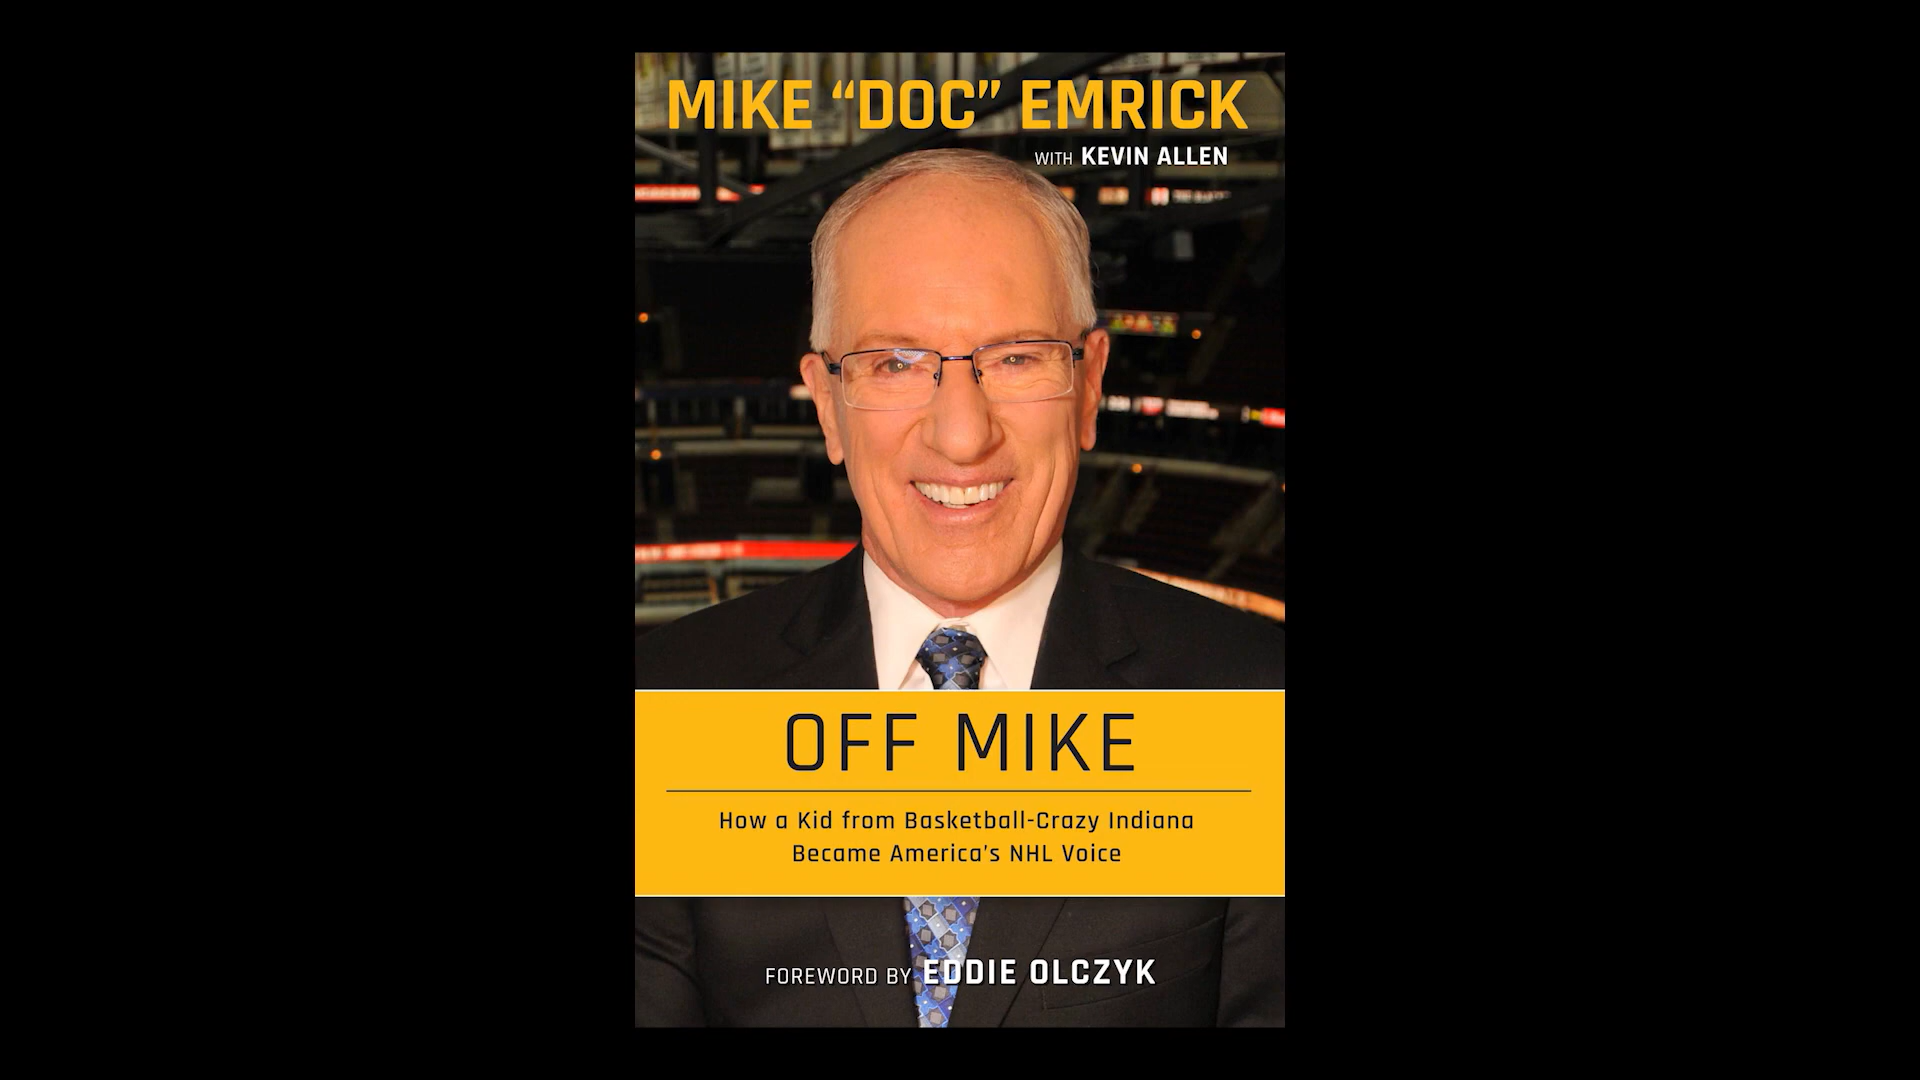 MIKE “DOC” EMRICK
WITH KEVIN ALLEN
OFF MIKE
How a Kid from Basketball-Crazy Indiana
Became America’s NHL Voice
FOREWORD BY EDDIE OLCZYK